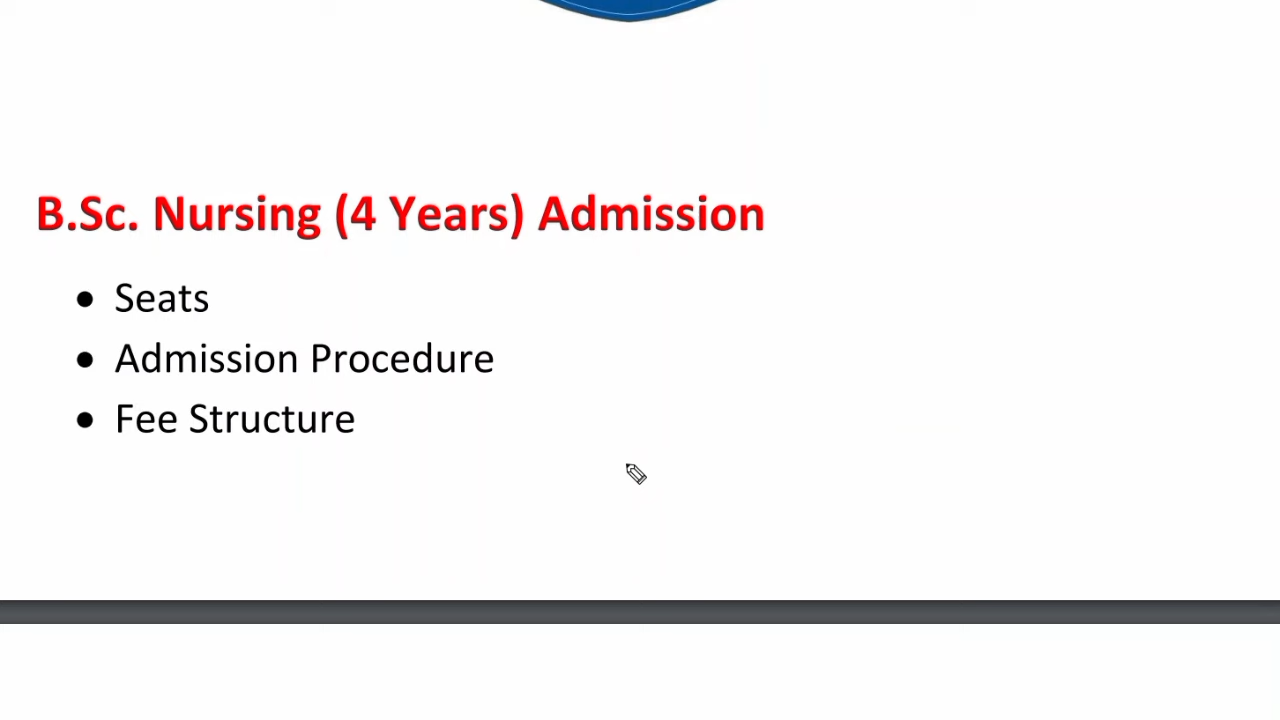 B.Sc. Nursing (4 Years) Admission
• Seats
• Admission Procedure
• Fee Structure